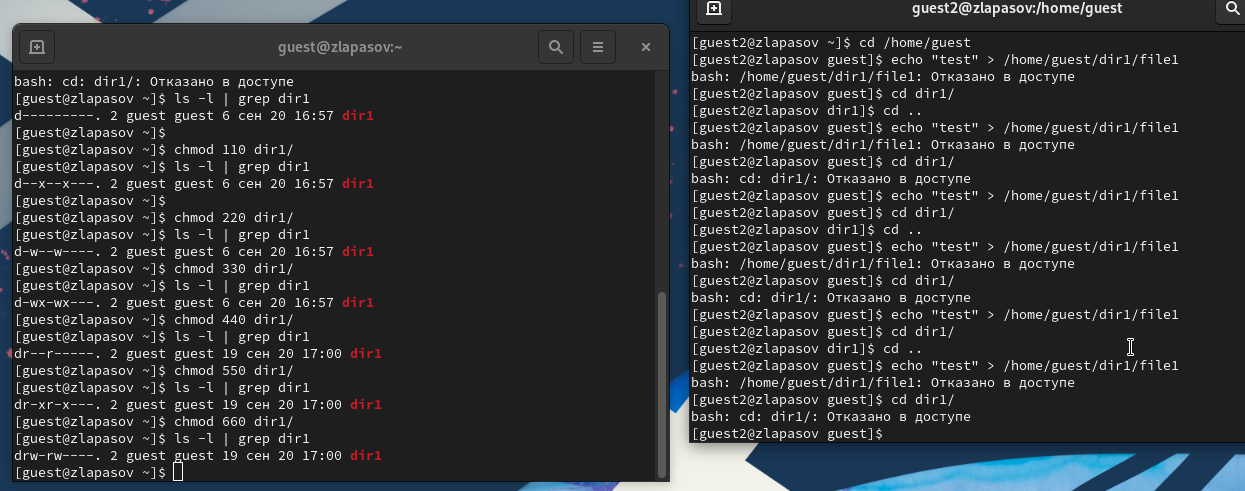 guest@zlapasov:~
bash: cd: dir1/: Отказано в доступе
[guest@zlapasov ~]$ ls -l | grep dir1
d---------. 2 guest guest 6 сен 20 16:57 dir1
[guest@zlapasov ~]$
[guest@zlapasov ~]$ chmod 110 dir1/
[guest@zlapasov ~]$ ls -l | grep dir1
d--x--x---. 2 guest guest 6 сен 20 16:57 dir1
[guest@zlapasov ~]$
[guest@zlapasov ~]$ chmod 220 dir1/
[guest@zlapasov ~]$ ls -l | grep dir1
d-w--w----. 2 guest guest 6 сен 20 16:57 dir1
[guest@zlapasov ~]$ chmod 330 dir1/
[guest@zlapasov ~]$ ls -l | grep dir1
d-wx-wx---. 2 guest guest 6 сен 20 16:57 dir1
[guest@zlapasov ~]$ chmod 440 dir1/
[guest@zlapasov ~]$ ls -l | grep dir1
dr--r-----. 2 guest guest 19 сен 20 17:00 dir1
[guest@zlapasov ~]$ chmod 550 dir1/
[guest@zlapasov ~]$ ls -l | grep dir1
dr-xr-x---. 2 guest guest 19 сен 20 17:00 dir1
[guest@zlapasov ~]$ chmod 660 dir1/
[guest@zlapasov ~]$ ls -l | grep dir1
drw-rw----. 2 guest guest 19 сен 20 17:00 dir1
[guest@zlapasov ~]$
guest2@zlapasov:/home/guest
[guest2@zlapasov ~]$ cd /home/guest
[guest2@zlapasov guest]$ echo "test" > /home/guest/dir1/file1
bash: /home/guest/dir1/file1: Отказано в доступе
[guest2@zlapasov guest]$ cd dir1/
[guest2@zlapasov dir1]$ cd ..
[guest2@zlapasov guest]$ echo "test" > /home/guest/dir1/file1
bash: /home/guest/dir1/file1: Отказано в доступе
[guest2@zlapasov guest]$ cd dir1/
bash: cd: dir1/: Отказано в доступе
[guest2@zlapasov guest]$ echo "test" > /home/guest/dir1/file1
[guest2@zlapasov guest]$ cd dir1/
[guest2@zlapasov dir1]$ cd ..
[guest2@zlapasov guest]$ echo "test" > /home/guest/dir1/file1
bash: /home/guest/dir1/file1: Отказано в доступе
[guest2@zlapasov guest]$ cd dir1/
bash: cd: dir1/: Отказано в доступе
[guest2@zlapasov guest]$ echo "test" > /home/guest/dir1/file1
[guest2@zlapasov guest]$ cd dir1/
[guest2@zlapasov dir1]$ cd ..
[guest2@zlapasov guest]$ echo "test" > /home/guest/dir1/file1
bash: /home/guest/dir1/file1: Отказано в доступе
[guest2@zlapasov guest]$ cd dir1/
bash: cd: dir1/: Отказано в доступе
[guest2@zlapasov guest]$